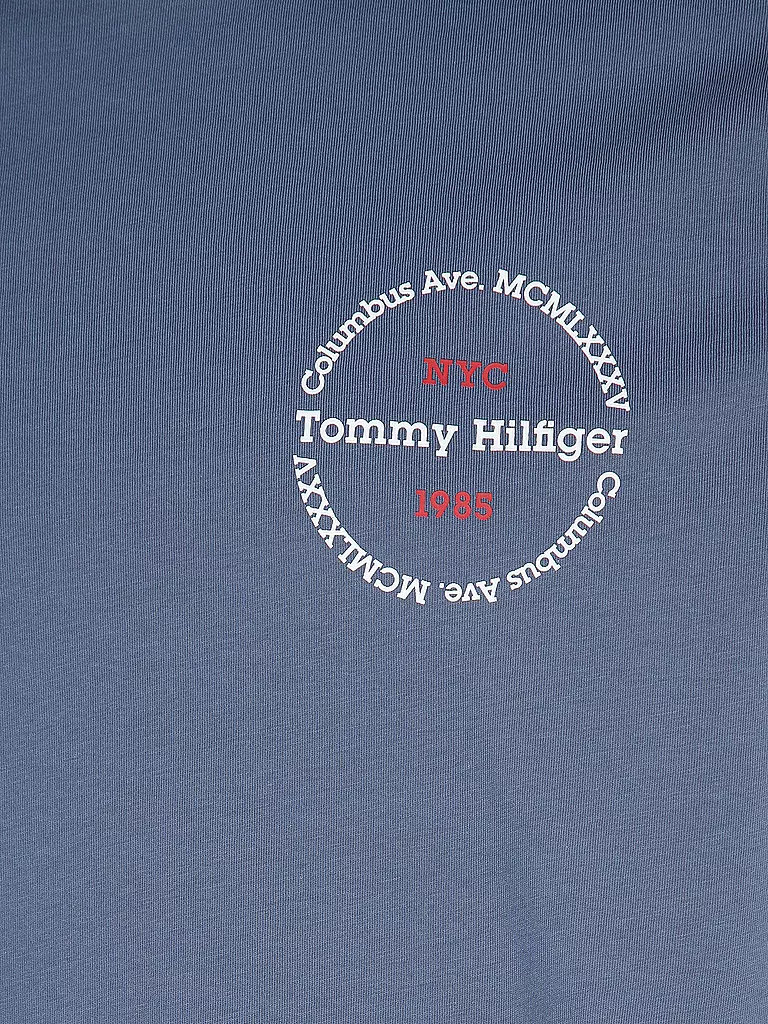 Columbus Ave. MCMLXXXV
NYC
Tommy Hilfiger
1985
Columbus Ave. MCMLXXXV